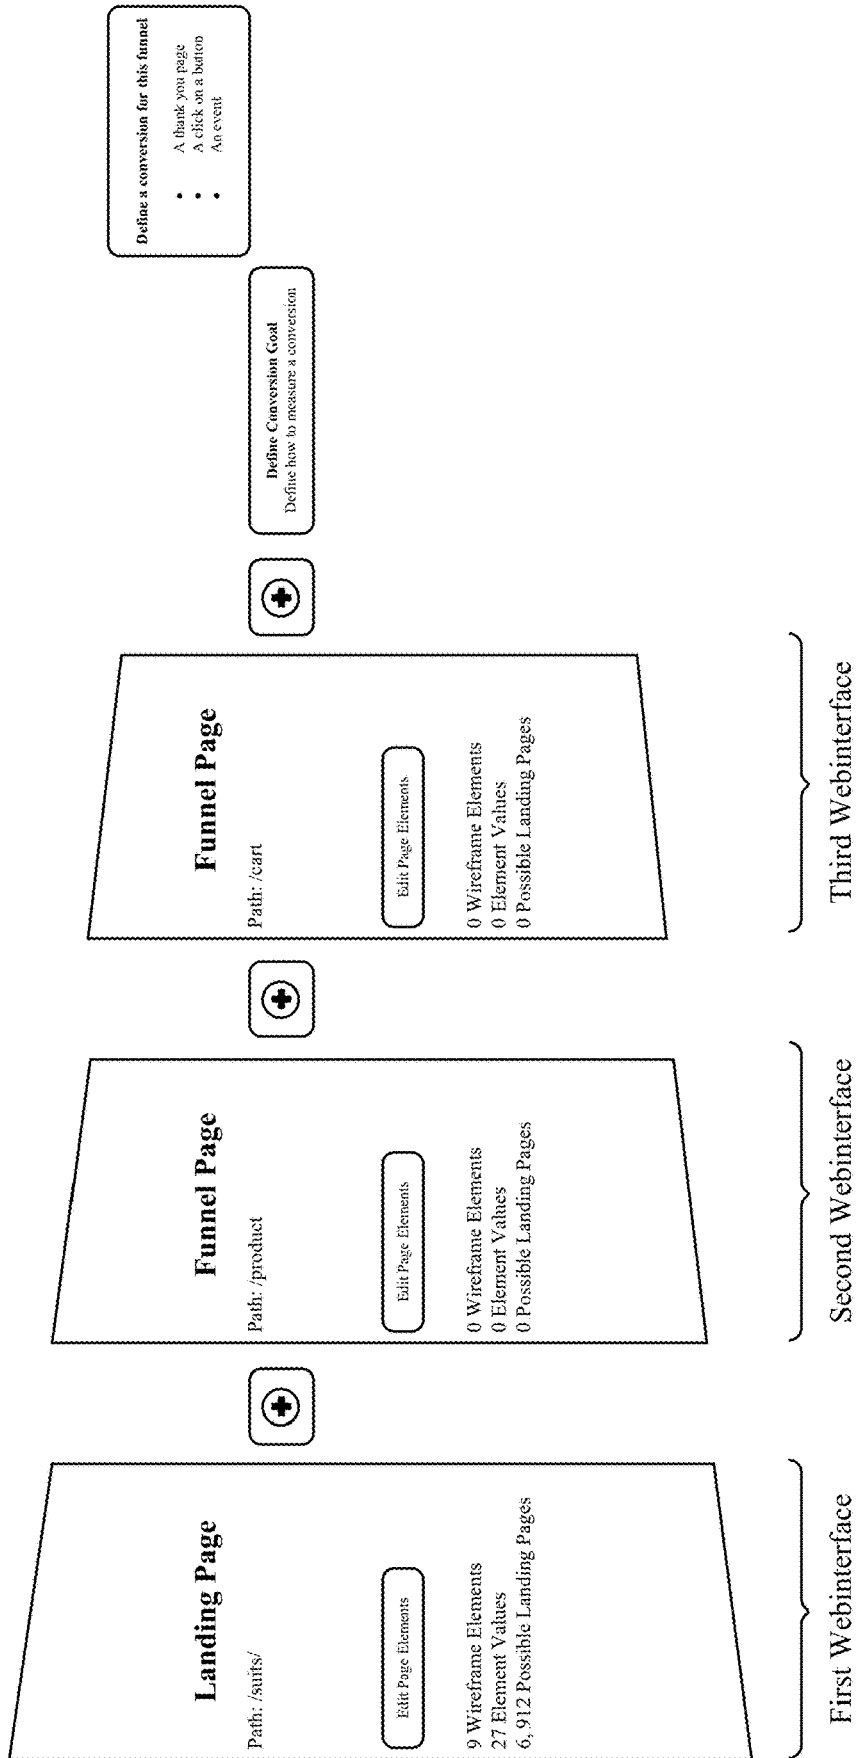 Landing Page
Path: /suits/
Edit Page Elements
9 Wireframe Elements
27 Element Values
6,912 Possible Landing Pages
First Webinterface
Funnel Page
Path: /product
Edit Page Elements
0 Wireframe Elements
0 Element Values
0 Possible Landing Pages
Second Webinterface
Funnel Page
Path: /cart
Edit Page Elements
0 Wireframe Elements
0 Element Values
0 Possible Landing Pages
Third Webinterface
Define Conversion Goal
Define how to measure a conversion
Define a conversion for this funnel
• A thank you page
• A click on a button
• An event